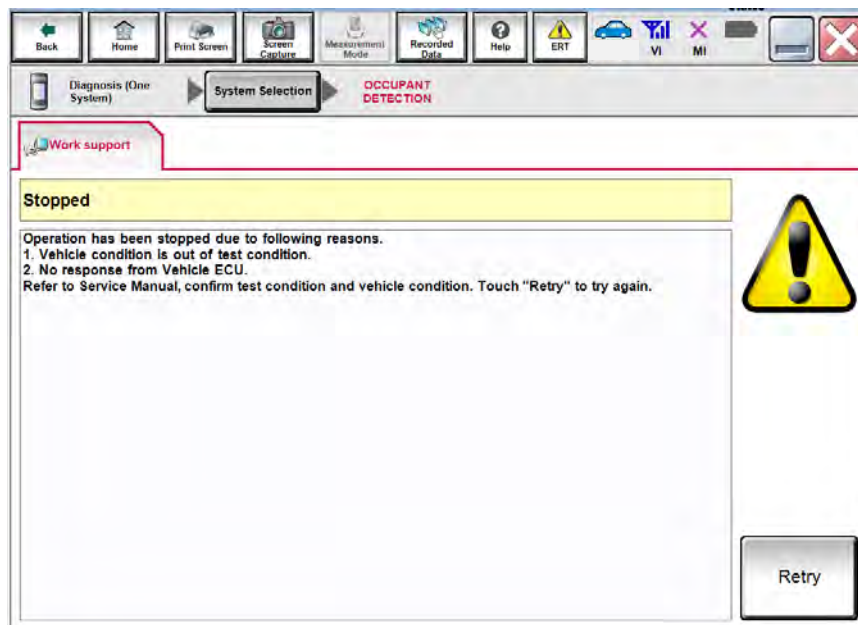 Back
Home
Print Screen
Screen
Capture
Measurement
Mode
Recorded
Data
Help
ERT
VI
MI
Diagnosis (One
System)
System Selection
OCCUPANT
DETECTION
Work support
Stopped
Operation has been stopped due to following reasons.
1. Vehicle condition is out of test condition.
2. No response from Vehicle ECU.
Refer to Service Manual, confirm test condition and vehicle condition. Touch "Retry" to try again.
Retry